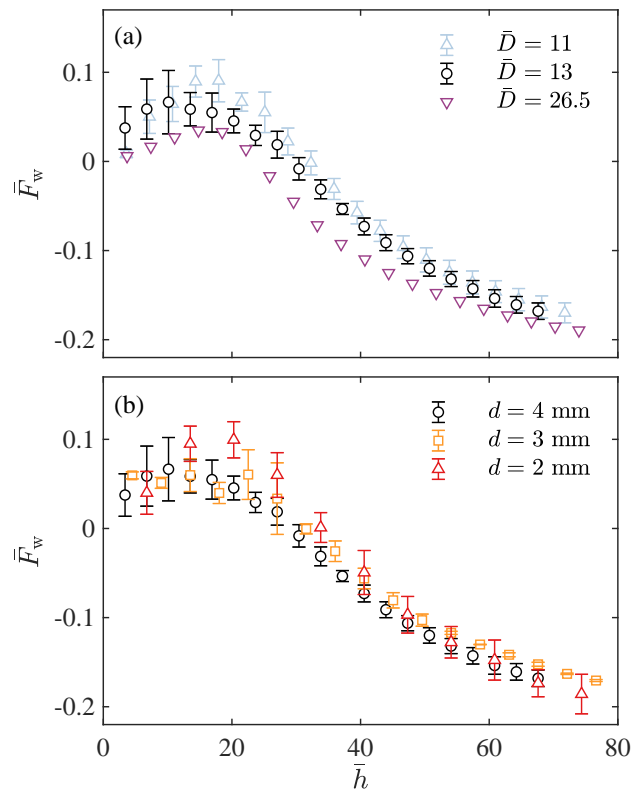 (a)
D̄ = 11
D̄ = 13
D̄ = 26.5
0.1
0
-0.1
-0.2
F̄w
(b)
d = 4 mm
d = 3 mm
d = 2 mm
0.1
0
-0.1
-0.2
F̄w
0 20 40 60 80
h̄